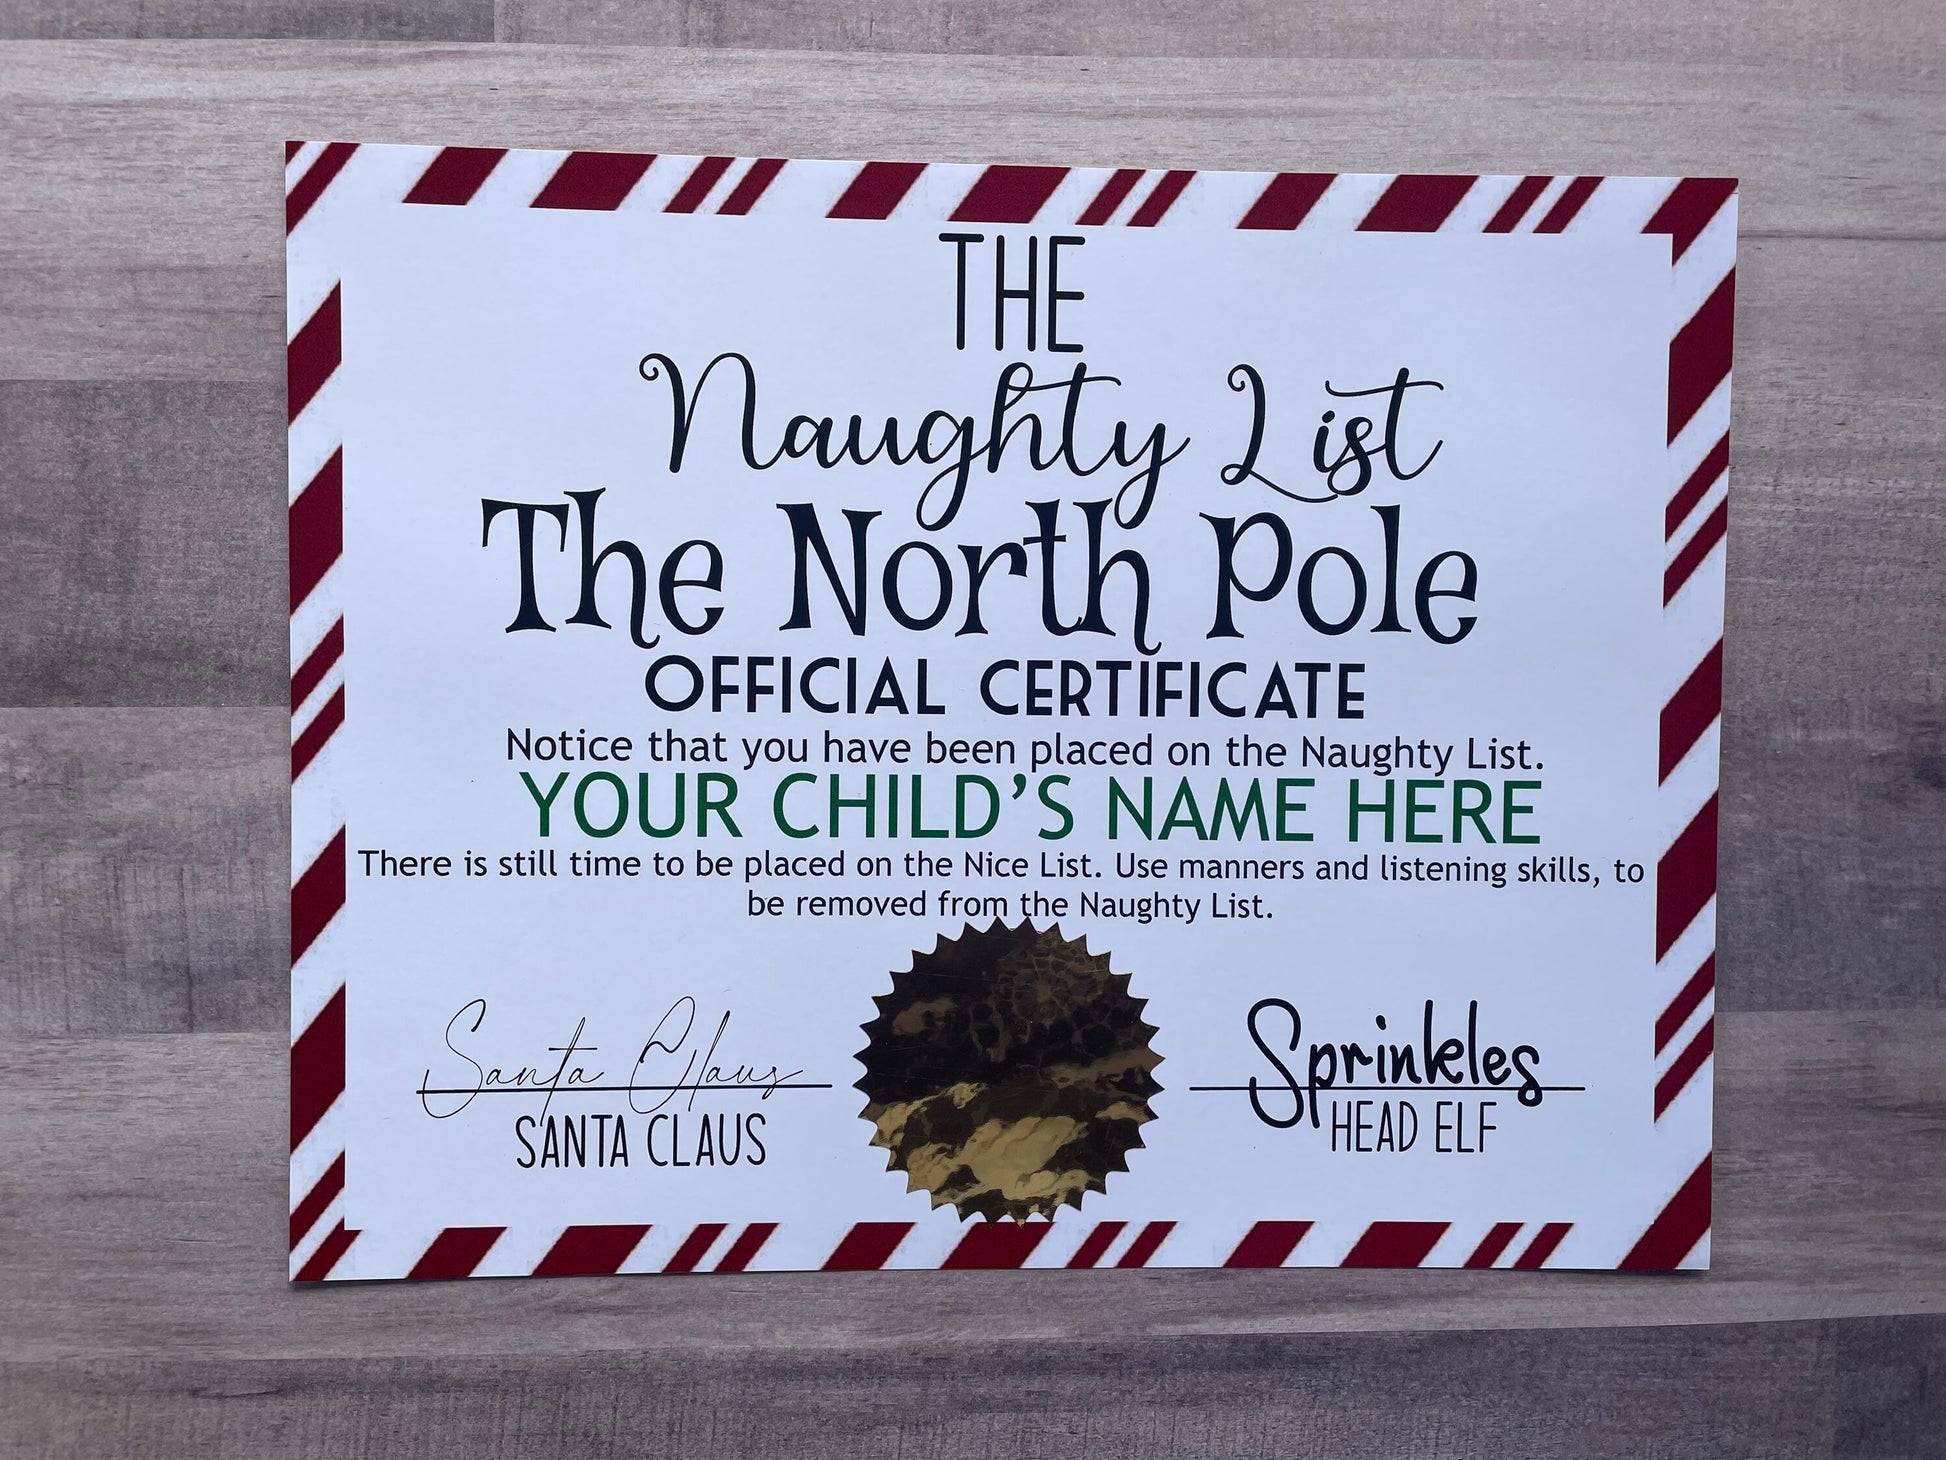 THE
Naughty List
The North Pole
OFFICIAL CERTIFICATE
Notice that you have been placed on the Naughty List.
YOUR CHILD'S NAME HERE
There is still time to be placed on the Nice List. Use manners and listening skills, to
be removed from the Naughty List.
Santa Claus
SANTA CLAUS
Sprinkles
HEAD ELF